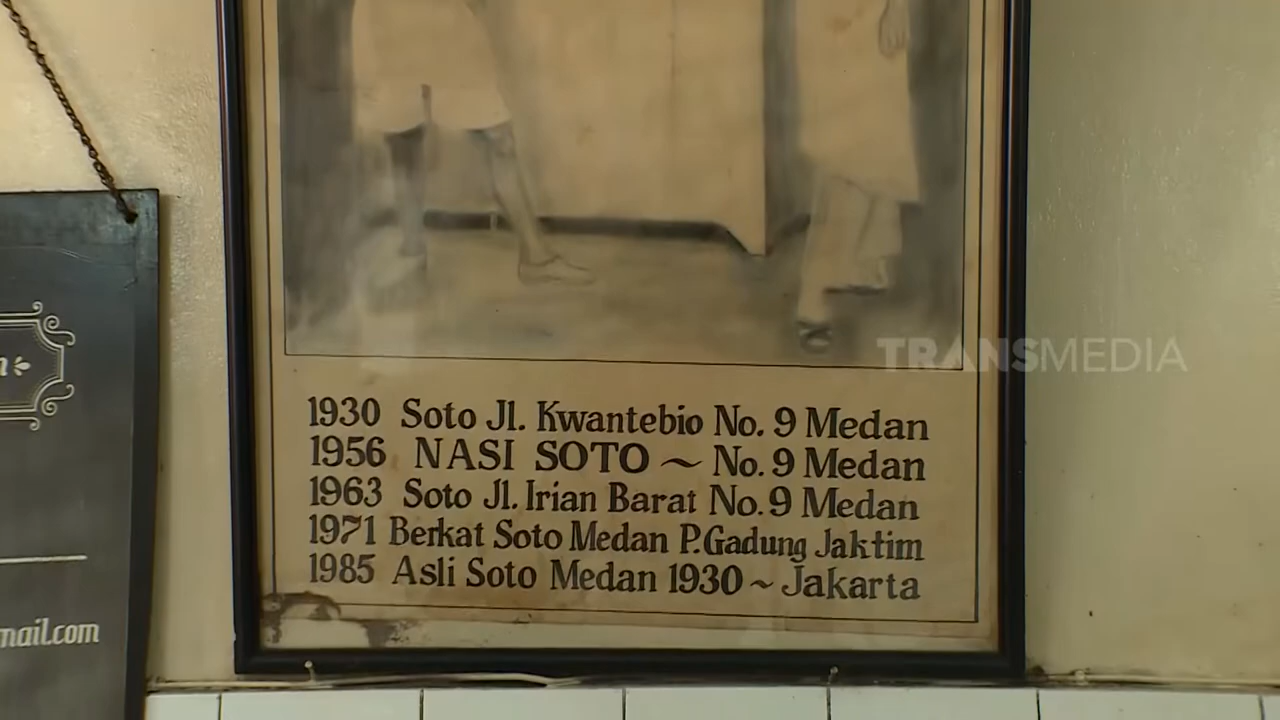 TRANSMEDIA
1930 Soto Jl. Kwantebio No. 9 Medan
1956 NASI SOTO ~ No. 9 Medan
1963 Soto Jl. Irian Barat No. 9 Medan
1971 Berkat Soto Medan P.Gadung Jaktim
1985 Asli Soto Medan 1930 ~ Jakarta
mail.com